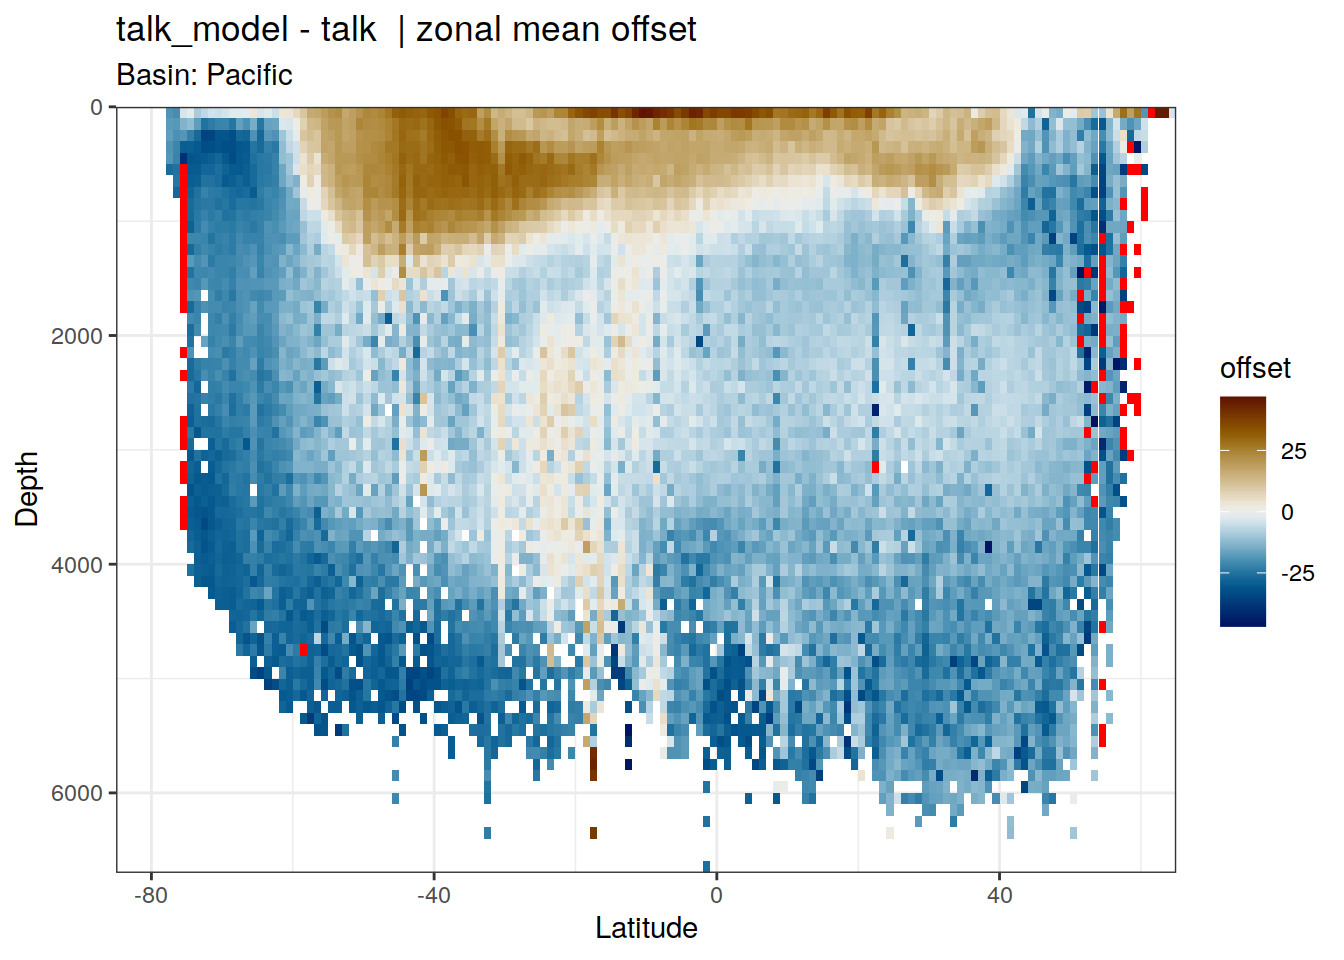 talk_model - talk  | zonal mean offset
Basin: Pacific
0
2000
4000
6000
Depth
-80
-40
0
40
Latitude
offset
25
0
-25